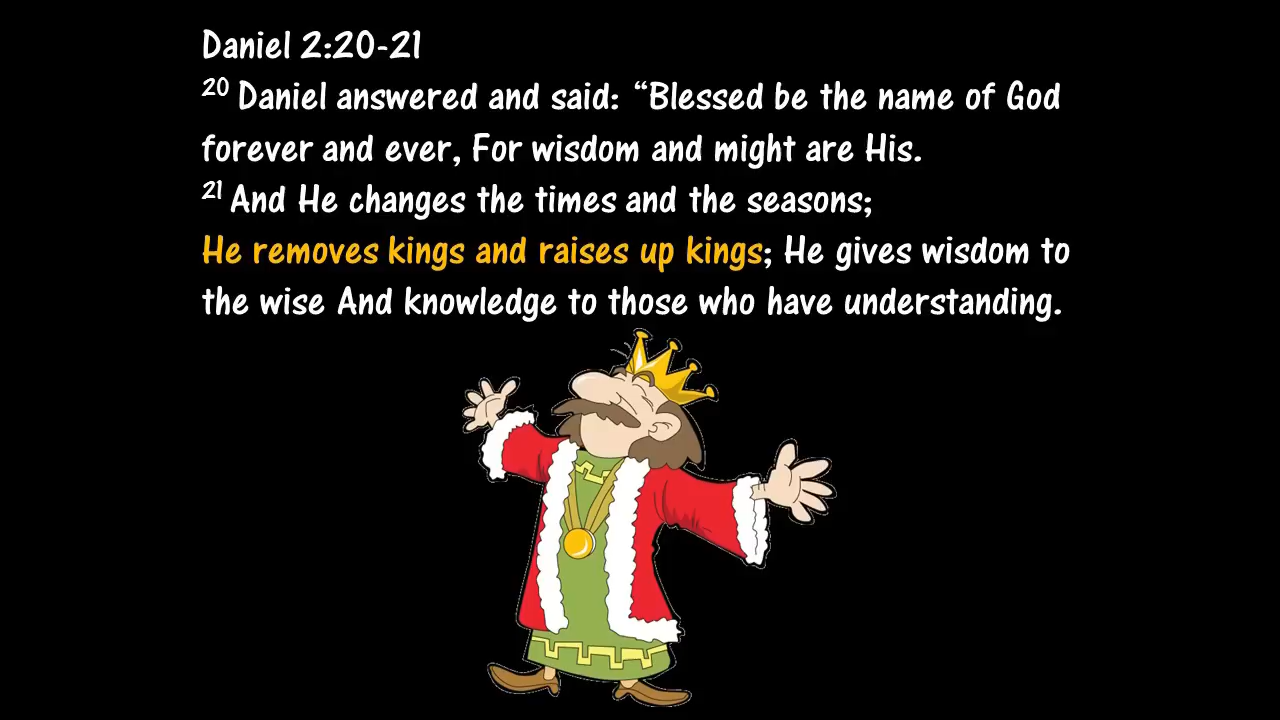 Daniel 2:20-21
20 Daniel answered and said: “Blessed be the name of God
forever and ever, For wisdom and might are His.
21 And He changes the times and the seasons;
He removes kings and raises up kings; He gives wisdom to
the wise And knowledge to those who have understanding.